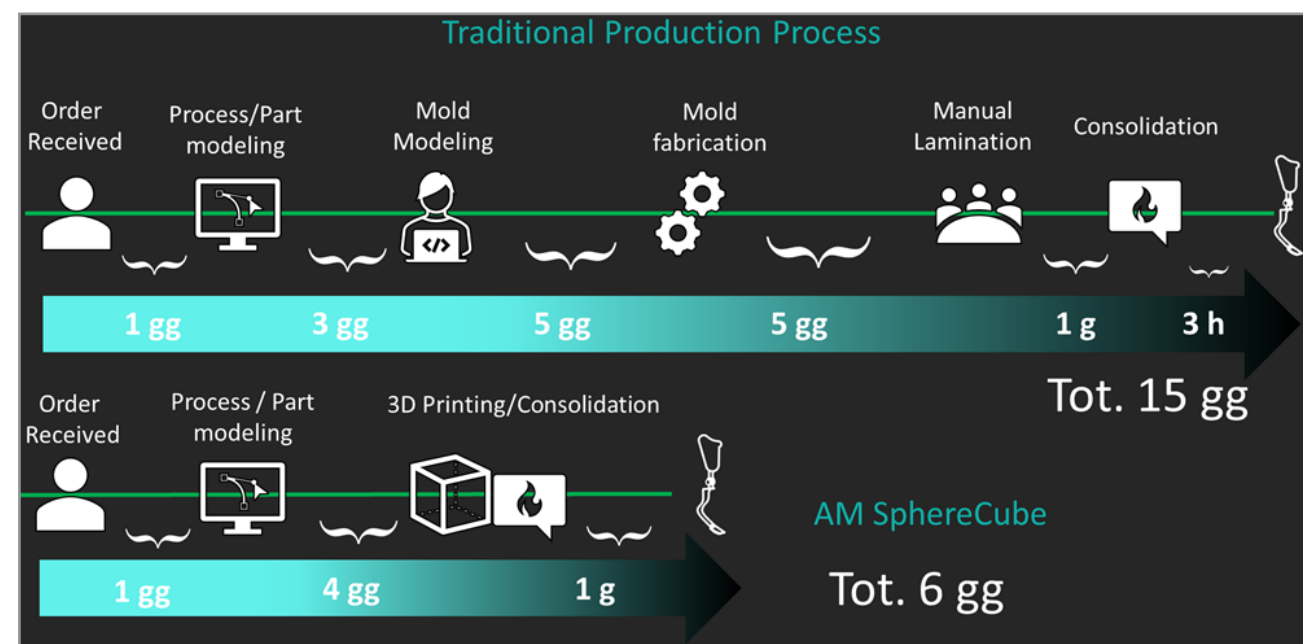 Traditional Production Process
Order
Received
Process/Part
modeling
Mold
Modeling
Mold
fabrication
Manual
Lamination
Consolidation
</>
1 gg
3 gg
5 gg
5 gg
1 g
3 h
Tot. 15 gg
Order
Received
Process / Part
modeling
3D Printing/Consolidation
1 gg
4 gg
1 g
AM SphereCube
Tot. 6 gg